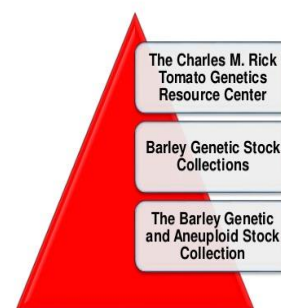 The Charles M. Rick
Tomato Genetics
Resource Center
Barley Genetic Stock
Collections
The Barley Genetic
and Aneuploid Stock
Collection